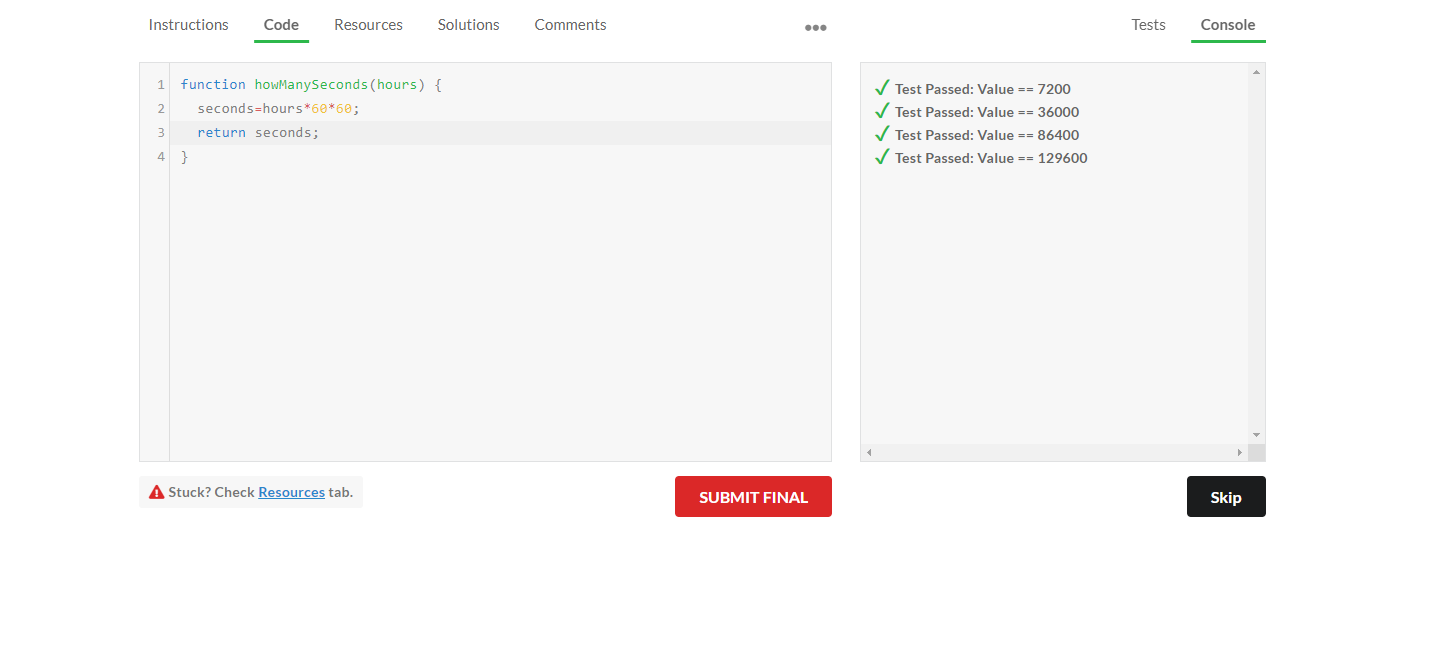 Instructions Code Resources Solutions Comments ••• Tests Console
1 function howManySeconds(hours) {
2   seconds=hours*60*60;
3   return seconds;
4 }
✓ Test Passed: Value == 7200
✓ Test Passed: Value == 36000
✓ Test Passed: Value == 86400
✓ Test Passed: Value == 129600
Stuck? Check Resources tab.
SUBMIT FINAL
Skip